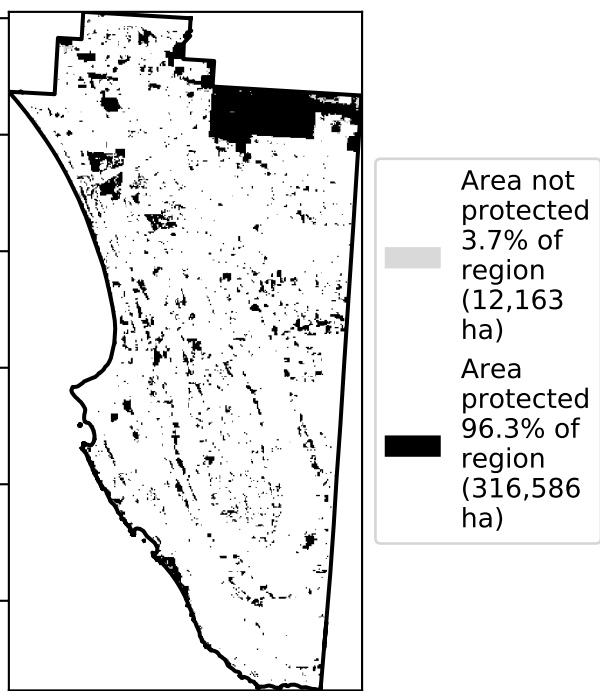 Area not
protected
3.7% of
region
(12,163
ha)
Area
protected
96.3% of
region
(316,586
ha)